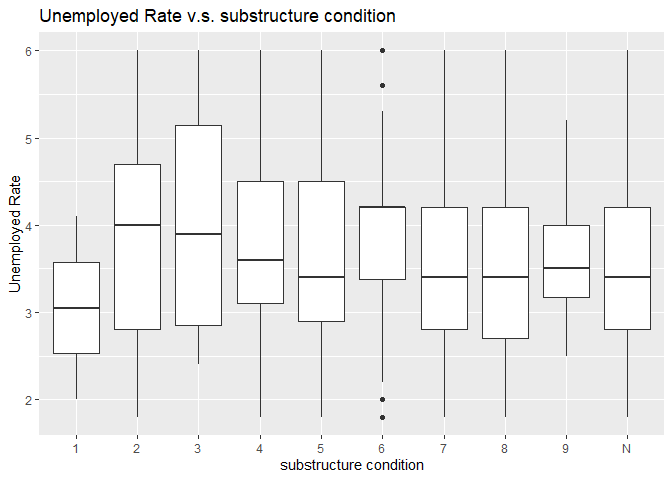 Unemployed Rate v.s. substructure condition
6
5
4
3
2
Unemployed Rate
1 2 3 4 5 6 7 8 9 N
substructure condition